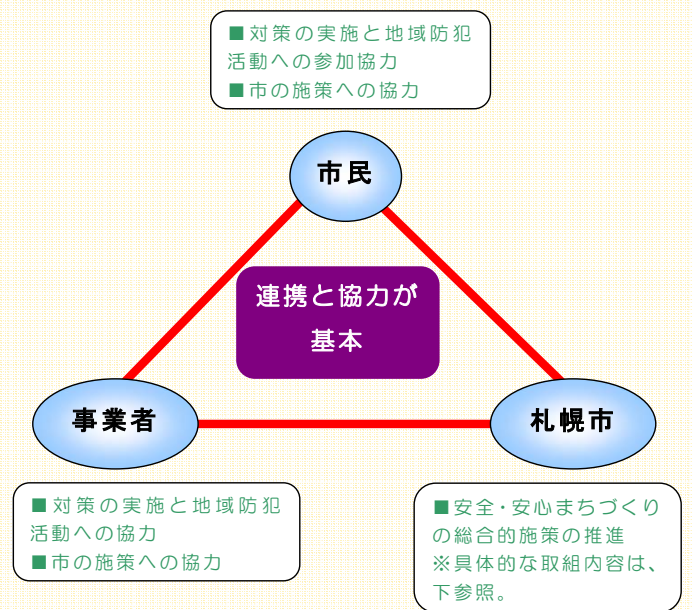 ■対策の実施と地域防犯
活動への参加協力
■市の施策への協力
市民
連携と協力が
基本
事業者
札幌市
■対策の実施と地域防犯
活動への協力
■市の施策への協力
■安全・安心まちづくり
の総合的施策の推進
※具体的な取組内容は、
下参照。